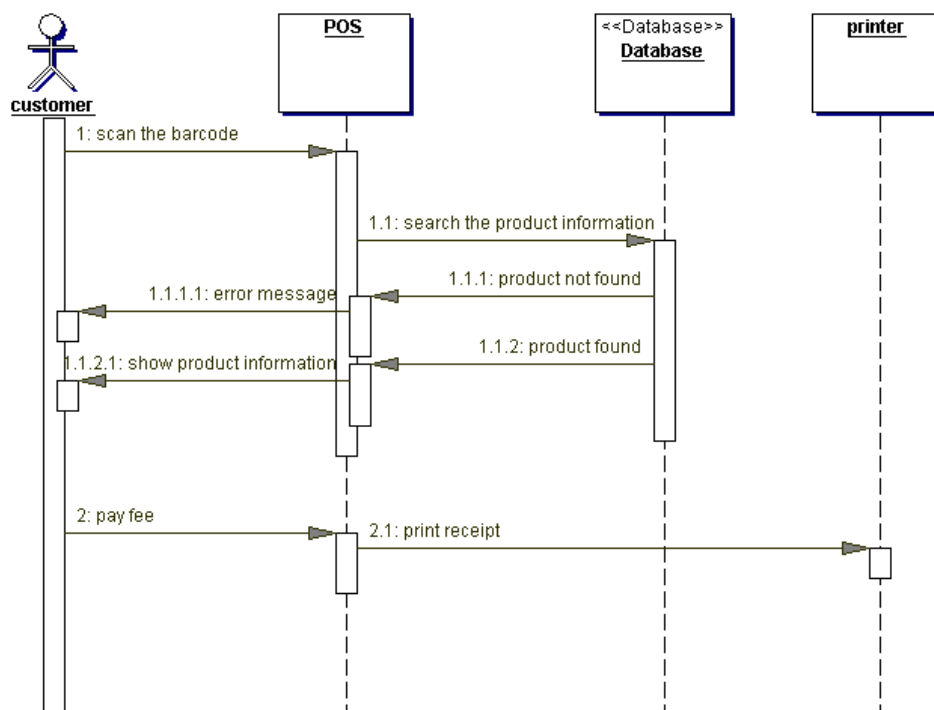 customer
POS
<<Database>>
Database
printer
1: scan the barcode
1.1: search the product information
1.1.1: product not found
1.1.1.1: error message
1.1.2: product found
1.1.2.1: show product information
2: pay fee
2.1: print receipt